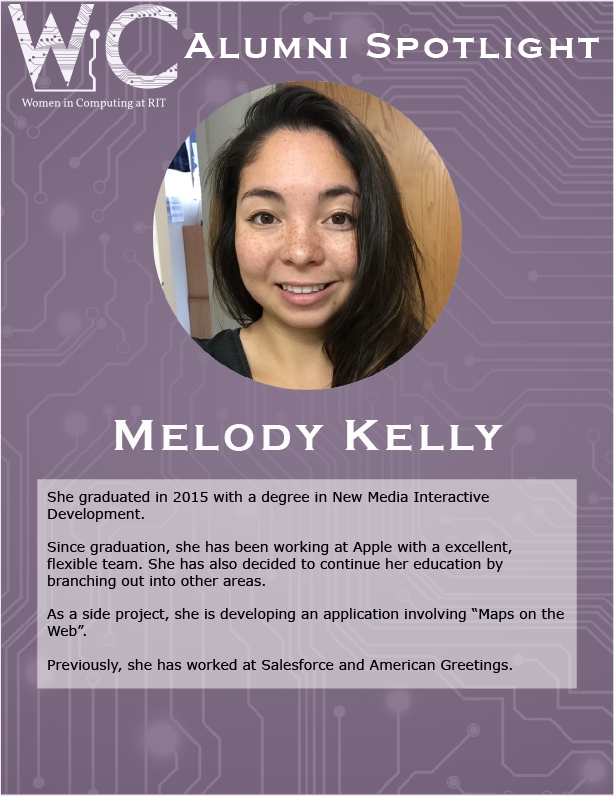 WiC Alumni Spotlight
Women in Computing at RIT
Melody Kelly
She graduated in 2015 with a degree in New Media Interactive
Development.
Since graduation, she has been working at Apple with a excellent,
flexible team. She has also decided to continue her education by
branching out into other areas.
As a side project, she is developing an application involving “Maps on the
Web”.
Previously, she has worked at Salesforce and American Greetings.